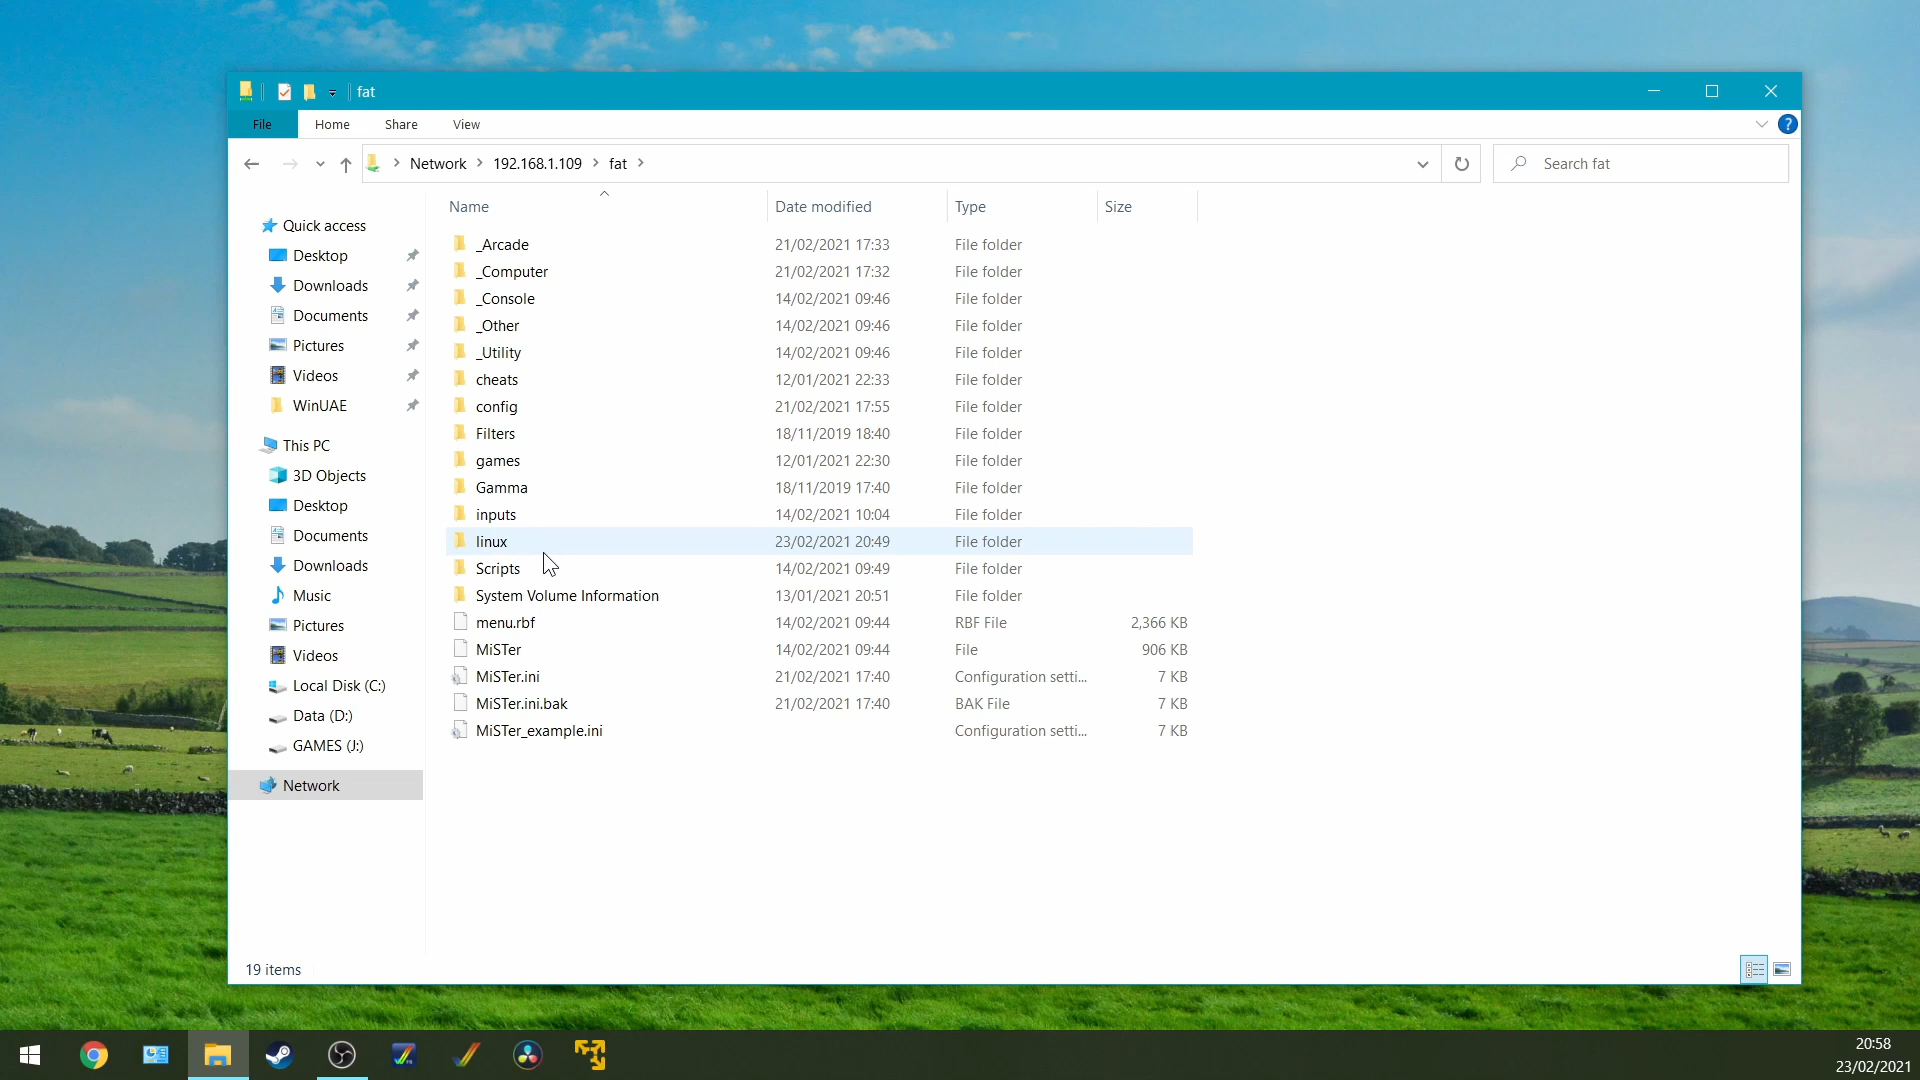 fat
File Home Share View
Network 192.168.1.109 fat
Search fat
Name Date modified Type Size
Quick access
Desktop
Downloads
Documents
Pictures
Videos
WinUAE
This PC
3D Objects
Desktop
Documents
Downloads
Music
Pictures
Videos
Local Disk (C:)
Data (D:)
GAMES (J:)
Network
_Arcade 21/02/2021 17:33 File folder
_Computer 21/02/2021 17:32 File folder
_Console 14/02/2021 09:46 File folder
_Other 14/02/2021 09:46 File folder
_Utility 14/02/2021 09:46 File folder
cheats 12/01/2021 22:33 File folder
config 21/02/2021 17:55 File folder
Filters 18/11/2019 18:40 File folder
games 12/01/2021 22:30 File folder
Gamma 18/11/2019 17:40 File folder
inputs 14/02/2021 10:04 File folder
linux 23/02/2021 20:49 File folder
Scripts 14/02/2021 09:49 File folder
System Volume Information 13/01/2021 20:51 File folder
menu.rbf 14/02/2021 09:44 RBF File 2,366 KB
MiSTer 14/02/2021 09:44 File 906 KB
MiSTer.ini 21/02/2021 17:40 Configuration setti... 7 KB
MiSTer.ini.bak 21/02/2021 17:40 BAK File 7 KB
MiSTer_example.ini Configuration setti... 7 KB
19 items
20:58
23/02/2021